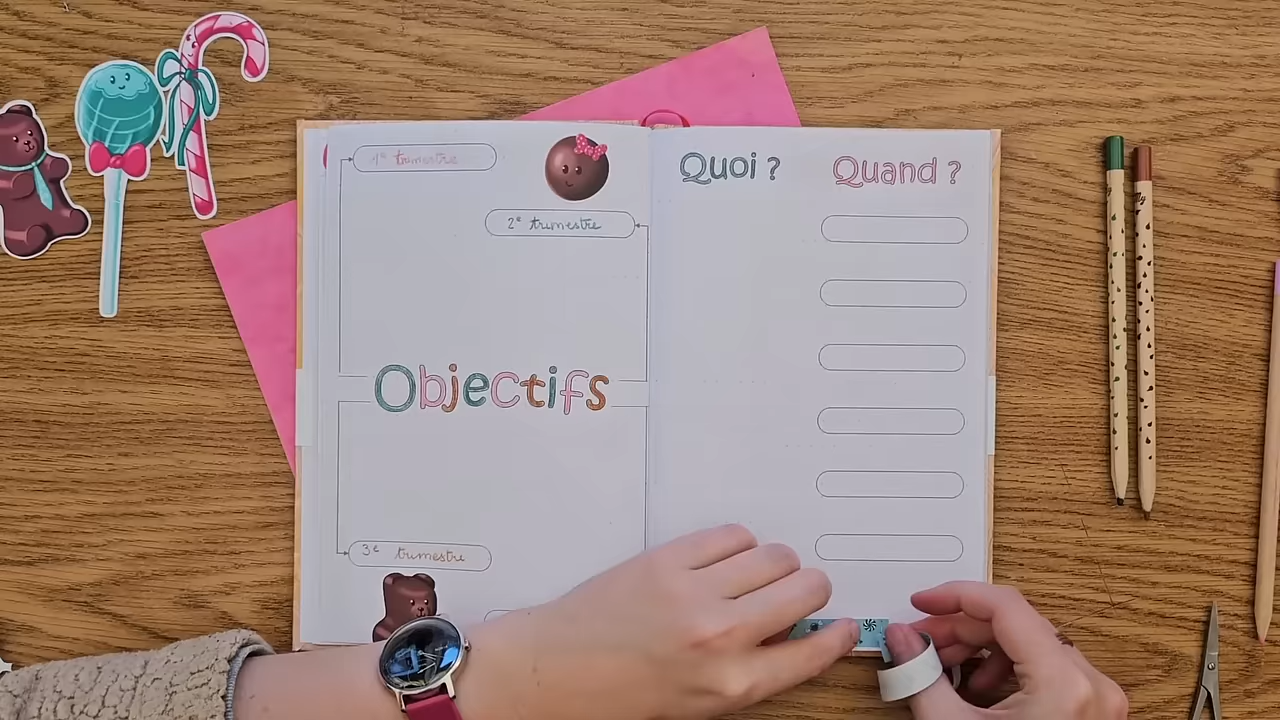 1e trimestre
2e trimestre
Objectifs
3e trimestre
Quoi ?
Quand ?